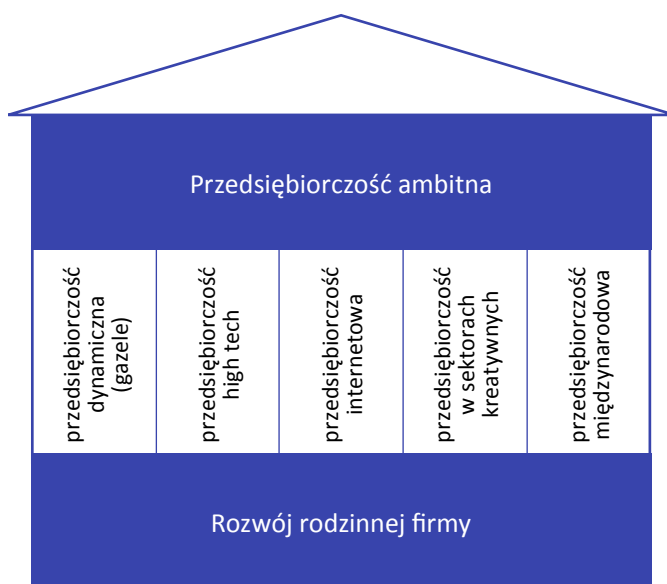 Przedsiębiorczość ambitna
przedsiębiorczość
dynamiczna
(gazele)
przedsiębiorczość
high tech
przedsiębiorczość
internetowa
przedsiębiorczość
w sektorach
kreatywnych
przedsiębiorczość
międzynarodowa
Rozwój rodzinnej firmy